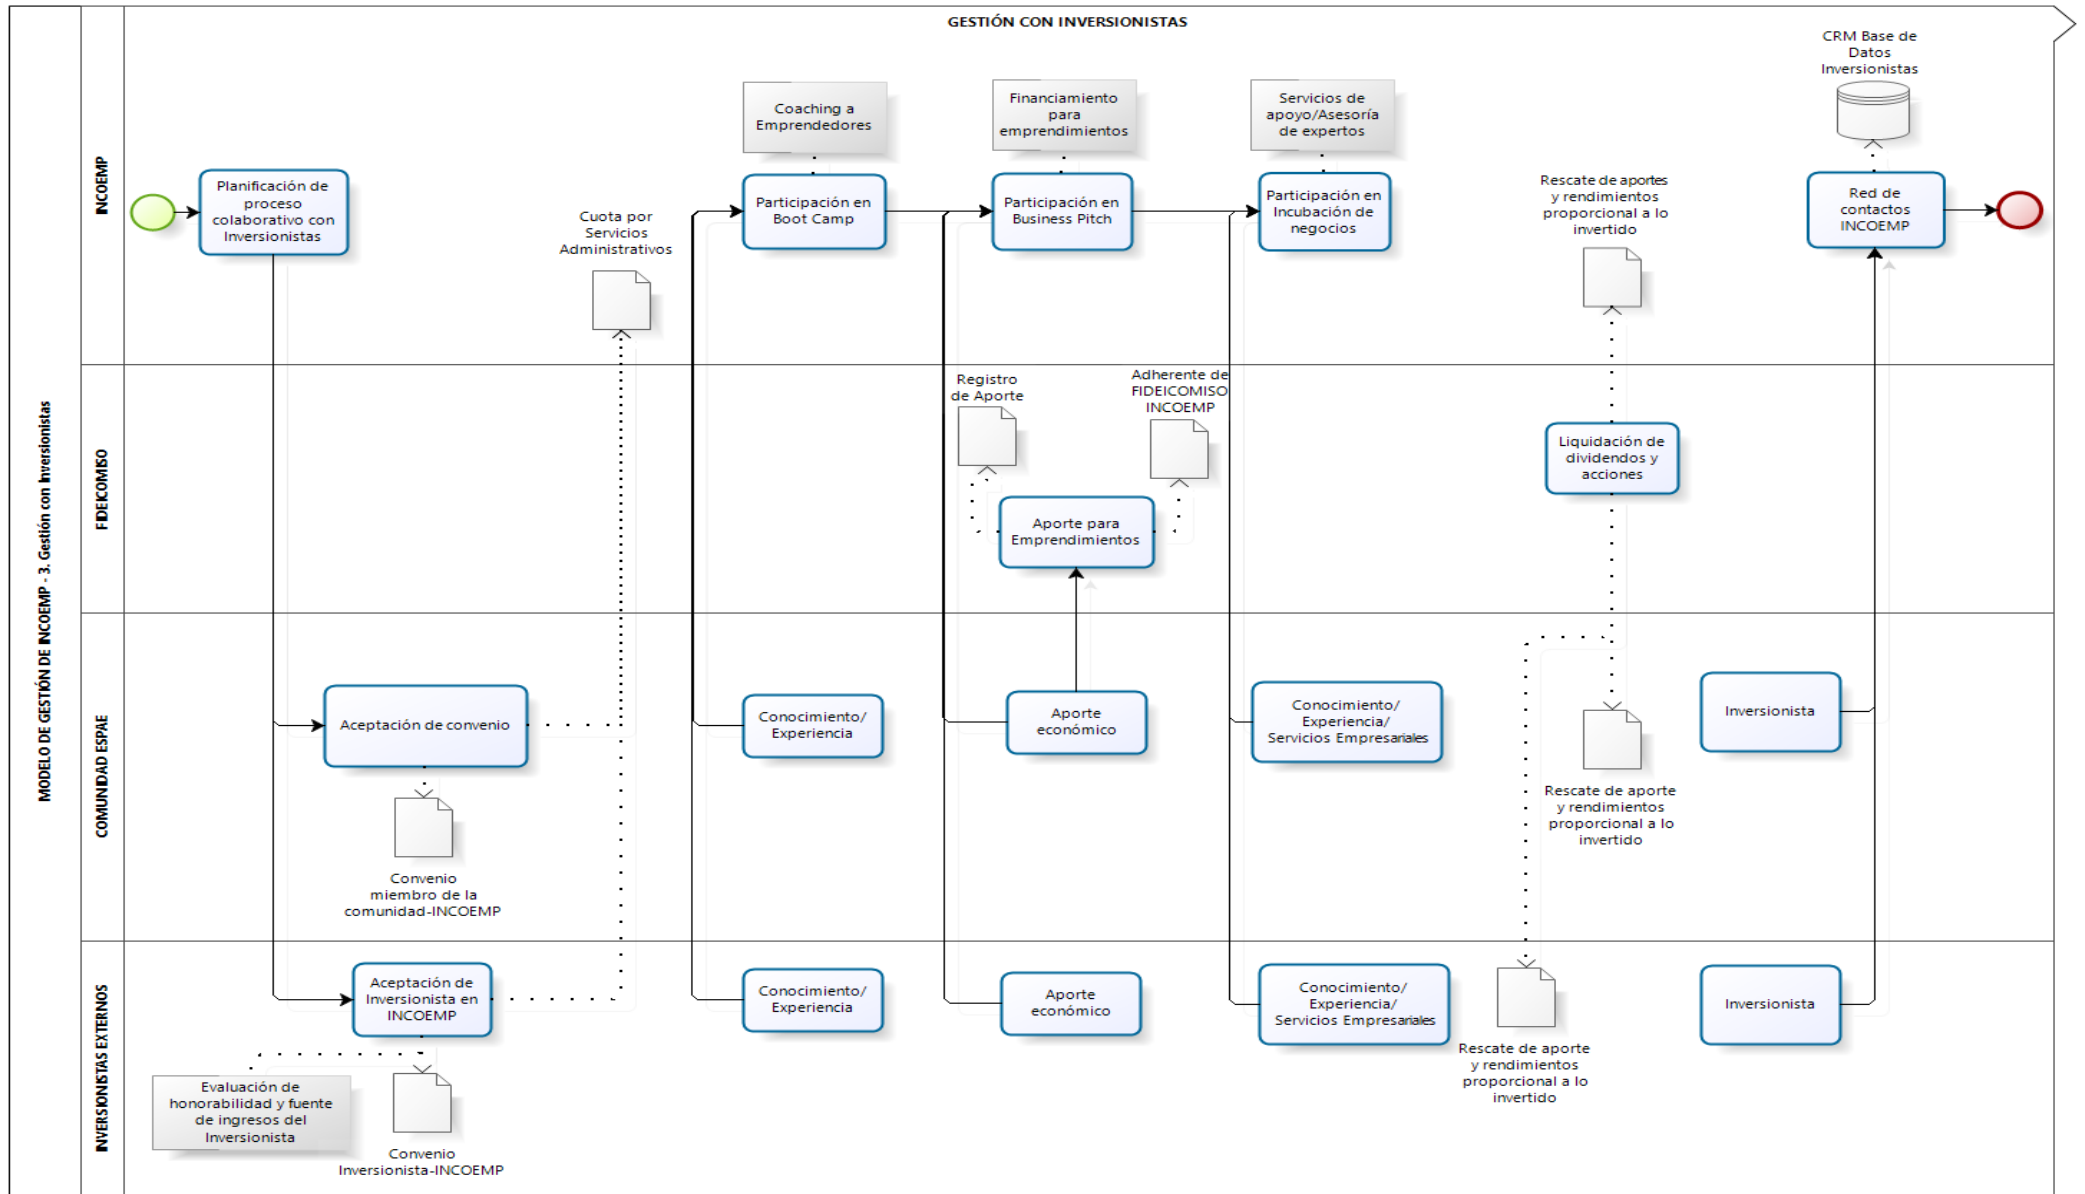 GESTIÓN CON INVERSIONISTAS
MODELO DE GESTIÓN DE INCOEMP - 3. Gestión con Inversionistas
INCOEMP
Planificación de
proceso
colaborativo con
Inversionistas
Cuota por
Servicios
Administrativos
Coaching a
Emprendedores
Participación en
Boot Camp
Financiamiento
para
emprendimientos
Participación en
Business Pitch
Servicios de
apoyo/Asesoría
de expertos
Participación en
Incubación de
negocios
Rescate de aportes
y rendimientos
proporcional a lo
invertido
CRM Base de
Datos
Inversionistas
Red de
contactos
INCOEMP
FIDEICOMISO
Registro
de Aporte
Adherente de
FIDEICOMISO
INCOEMP
Aporte para
Emprendimientos
Liquidación de
dividendos y
acciones
COMUNIDAD ESPAE
Aceptación de convenio
Convenio
miembro de la
comunidad-INCOEMP
Conocimiento/
Experiencia
Aporte
económico
Conocimiento/
Experiencia/
Servicios Empresariales
Rescate de aporte
y rendimientos
proporcional a lo
invertido
Inversionista
INVERSIONISTAS EXTERNOS
Aceptación de
Inversionista en
INCOEMP
Evaluación de
honorabilidad y fuente
de ingresos del
Inversionista
Convenio
Inversionista-INCOEMP
Conocimiento/
Experiencia
Aporte
económico
Conocimiento/
Experiencia/
Servicios Empresariales
Rescate de aporte
y rendimientos
proporcional a lo
invertido
Inversionista